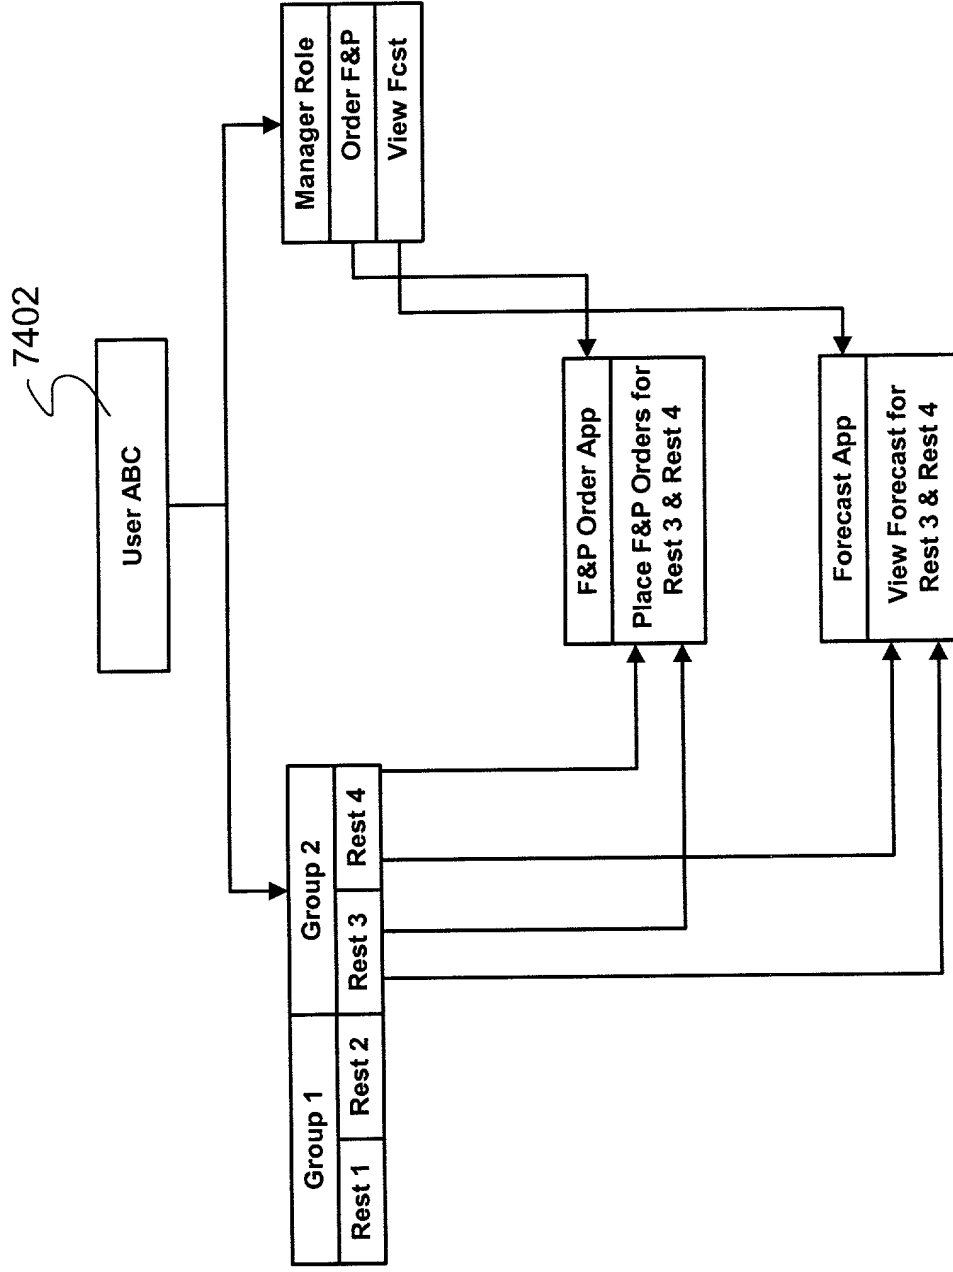 7402
User ABC
Group 1
Group 2
Rest 1
Rest 2
Rest 3
Rest 4
Manager Role
Order F&P
View Fcst
F&P Order App
Place F&P Orders for
Rest 3 & Rest 4
Forecast App
View Forecast for
Rest 3 & Rest 4